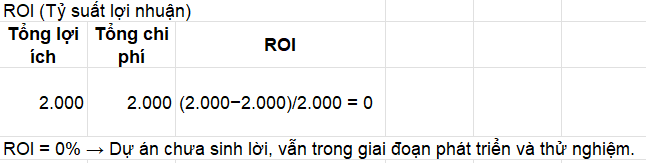 ROI (Tỷ suất lợi nhuận)
Tổng lợi ích
Tổng chi phí
ROI
2.000
2.000
(2.000−2.000)/2.000 = 0
ROI = 0% → Dự án chưa sinh lời, vẫn trong giai đoạn phát triển và thử nghiệm.